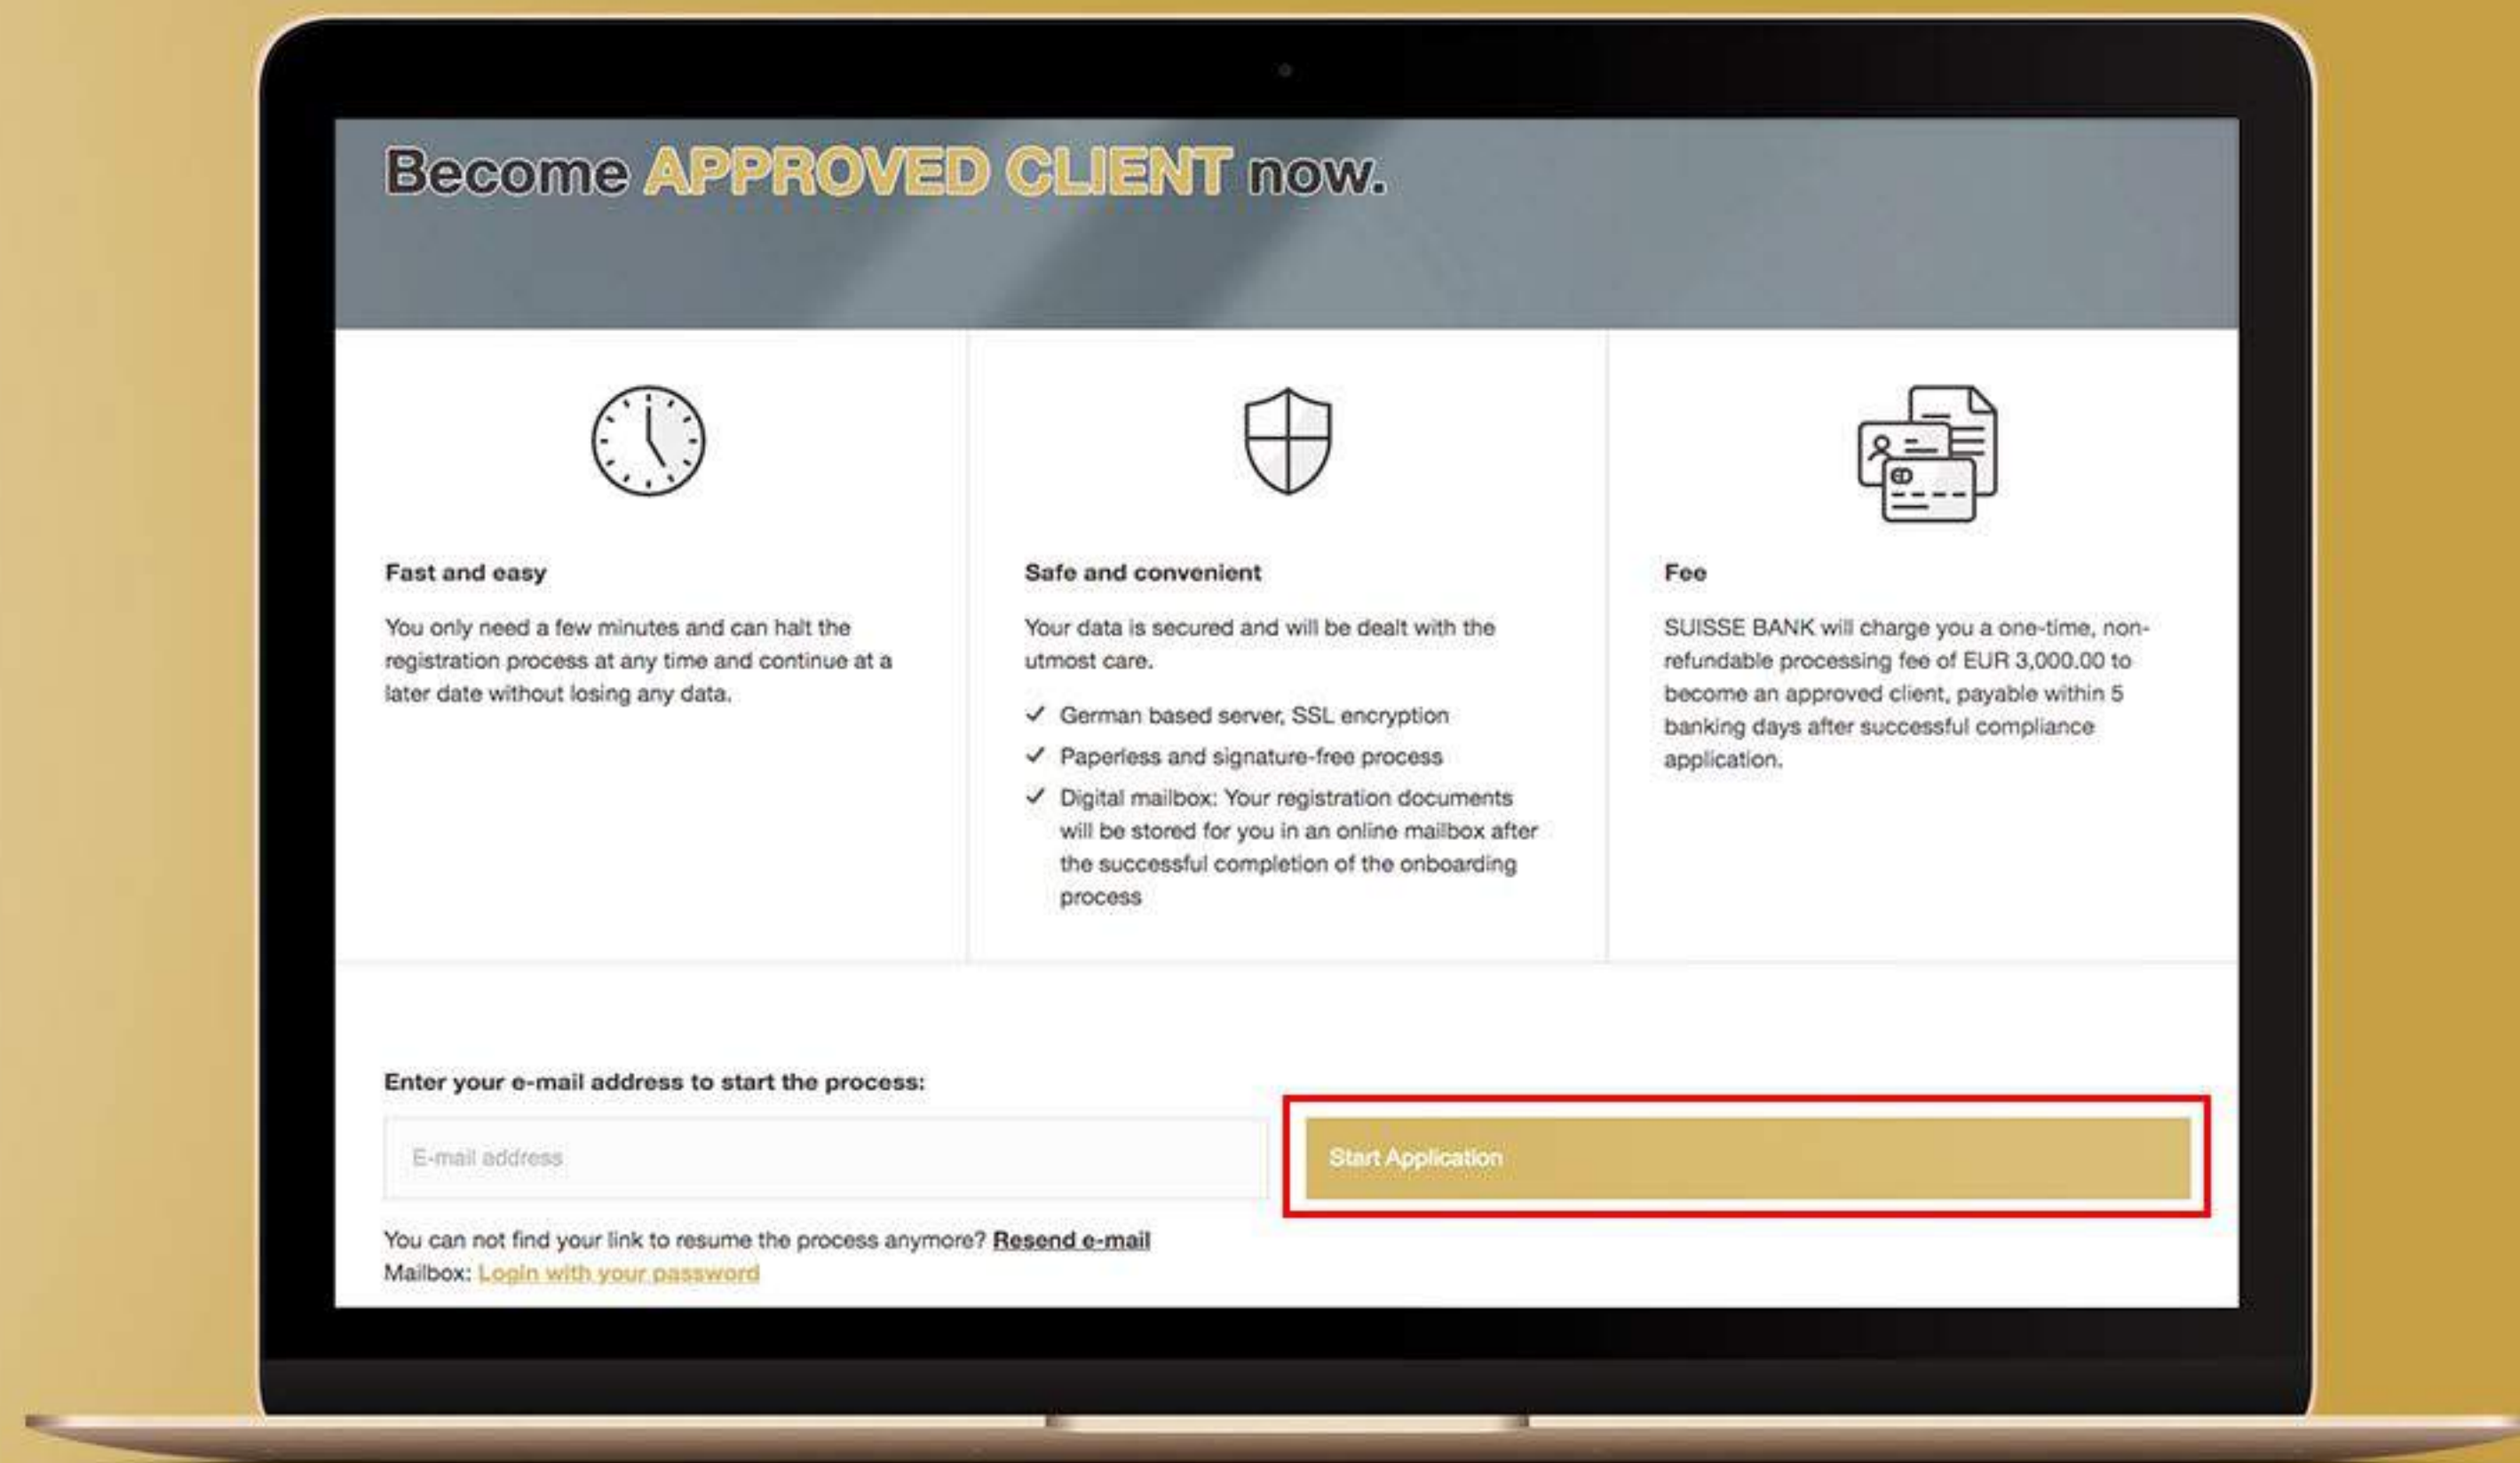 Become APPROVED CLIENT now.
Fast and easy
You only need a few minutes and can halt the
registration process at any time and continue at a
later date without losing any data.
Safe and convenient
Your data is secured and will be dealt with the
utmost care.
✓ German based server, SSL encryption
✓ Paperless and signature-free process
✓ Digital mailbox: Your registration documents
will be stored for you in an online mailbox after
the successful completion of the onboarding
process
Fee
SUISSE BANK will charge you a one-time, non-
refundable processing fee of EUR 3,000.00 to
become an approved client, payable within 5
banking days after successful compliance
application.
Enter your e-mail address to start the process:
E-mail address
Start Application
You can not find your link to resume the process anymore? Resend e-mail
Mailbox: Login with your password